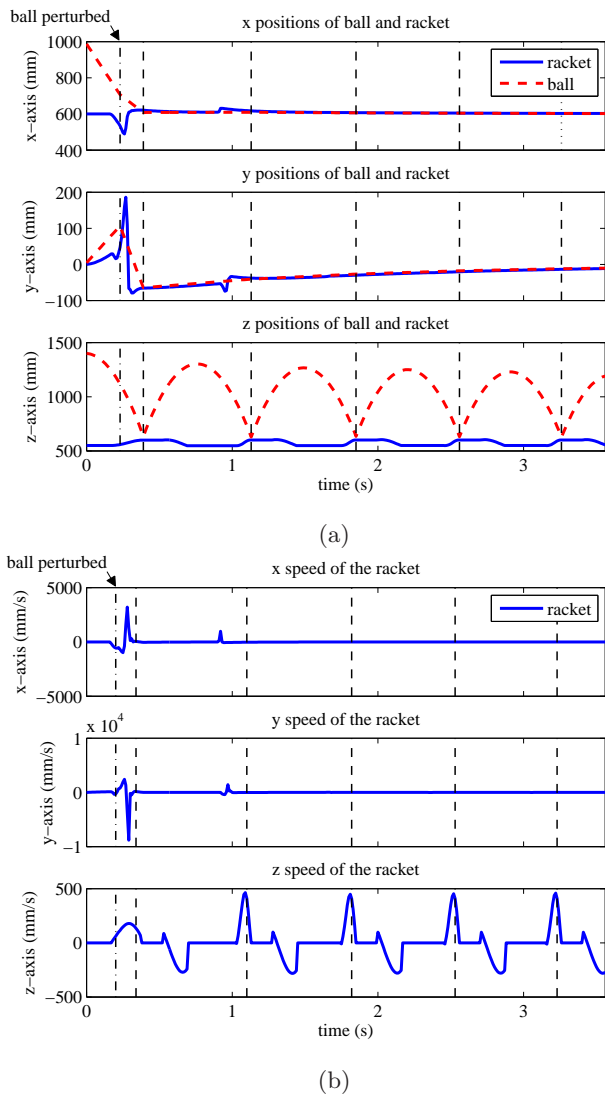 ball perturbed
x positions of ball and racket
1000
800
600
400
x−axis (mm)
racket
ball
y positions of ball and racket
200
100
0
−100
y−axis (mm)
z positions of ball and racket
1500
1000
500
z−axis (mm)
0 1 2 3
time (s)
(a)
ball perturbed
x speed of the racket
5000
0
−5000
x−axis (mm/s)
racket
x 10^4
y speed of the racket
1
0
−1
y−axis (mm/s)
z speed of the racket
500
0
−500
z−axis (mm/s)
0 1 2 3
time (s)
(b)